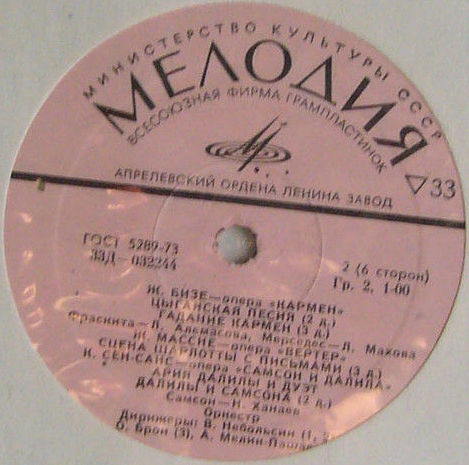 МИНИСТЕРСТВО КУЛЬТУРЫ СССР
МЕЛОДИЯ
ВСЕСОЮЗНАЯ ФИРМА ГРАМПЛАСТИНОК
АПРЕЛЕВСКИЙ ОРДЕНА ЛЕНИНА ЗАВОД
▽33
ГОСТ 5289-73
33Д—032244
2 (6 сторон)
Гр. 2, 1-00
Ж. БИЗЕ—опера «КАРМЕН»
ЦЫГАНСКАЯ ПЕСНЯ (2 д.)
ГАДАНИЕ КАРМЕН (3 д.)
Фраскита—Л. Алемасова, Мерседес—Л. Махова
Ж. МАССНЕ—опера «ВЕРТЕР»
СЦЕНА ШАРЛОТТЫ С ПИСЬМАМИ (3 д.)
К. СЕН-САНС—опера «САМСОН И ДАЛИЛА»
АРИЯ ДАЛИЛЫ И ДУЭТ
ДАЛИЛЫ И САМСОНА (2 д.)
Самсон—Н. Ханаев
Оркестр
Дирижеры: В. Небольсин (1, 2
О. Брон (3), А. Мелик-Пашае